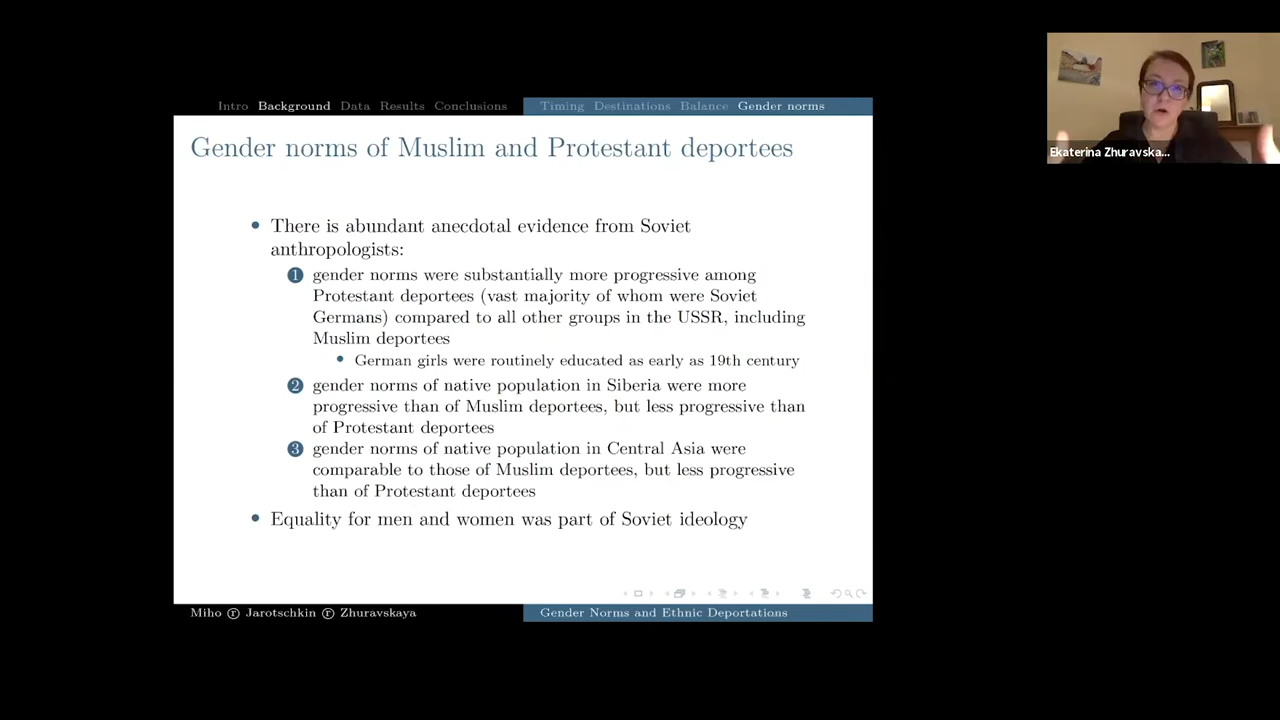 Intro Background Data Results Conclusions
Timing Destinations Balance Gender norms
Gender norms of Muslim and Protestant deportees
• There is abundant anecdotal evidence from Soviet
anthropologists:
1 gender norms were substantially more progressive among
Protestant deportees (vast majority of whom were Soviet
Germans) compared to all other groups in the USSR, including
Muslim deportees
• German girls were routinely educated as early as 19th century
2 gender norms of native population in Siberia were more
progressive than of Muslim deportees, but less progressive than
of Protestant deportees
3 gender norms of native population in Central Asia were
comparable to those of Muslim deportees, but less progressive
than of Protestant deportees
• Equality for men and women was part of Soviet ideology
Miho ⓡ Jarotschkin ⓡ Zhuravskaya
Gender Norms and Ethnic Deportations
Ekaterina Zhuravska...